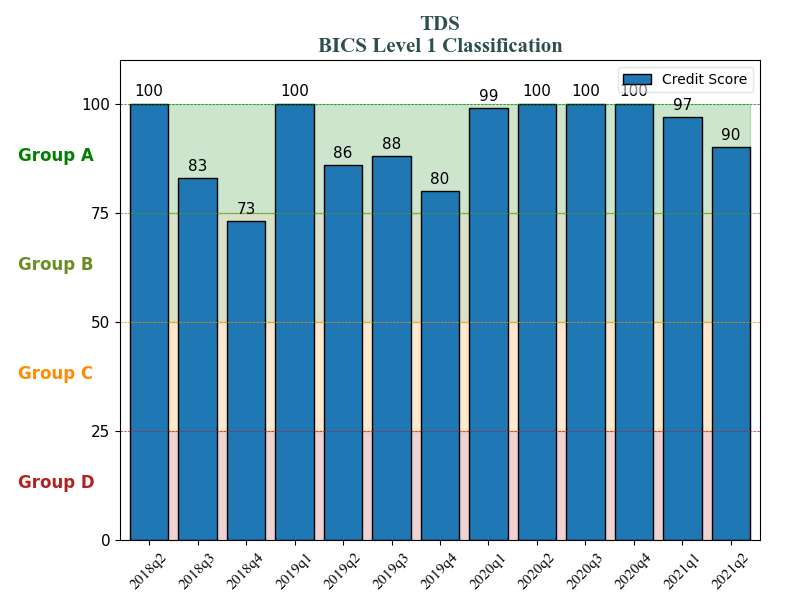 TDS
BICS Level 1 Classification
Credit Score
100
83
73
100
86
88
80
99
100
100
100
97
90
100
75
50
25
0
Group A
Group B
Group C
Group D
2018q2
2018q3
2018q4
2019q1
2019q2
2019q3
2019q4
2020q1
2020q2
2020q3
2020q4
2021q1
2021q2